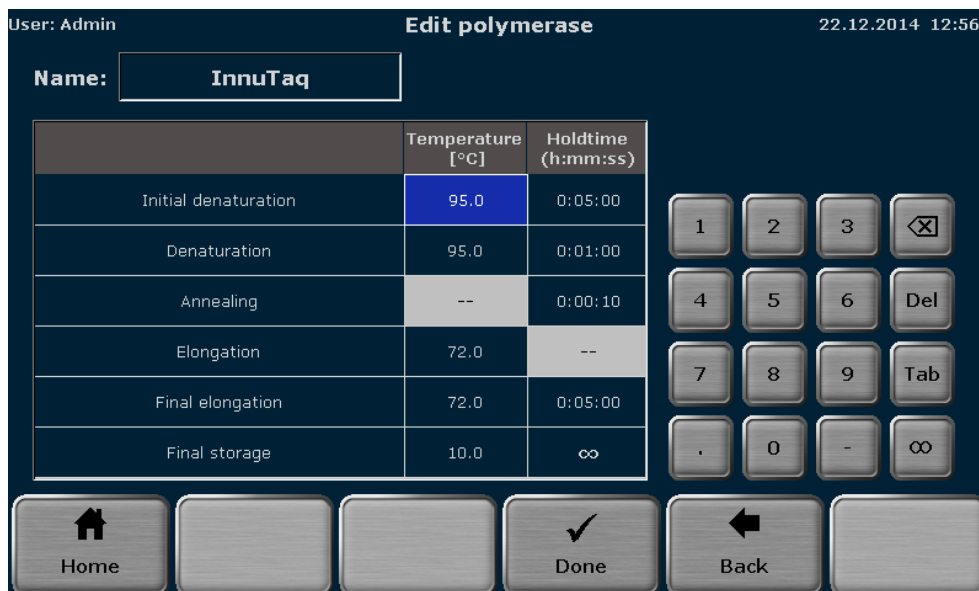 User: Admin Edit polymerase 22.12.2014 12:56
Name: InnuTaq
Temperature Holdtime
[°C] (h:mm:ss)
Initial denaturation 95.0 0:05:00
Denaturation 95.0 0:01:00
Annealing -- 0:00:10
Elongation 72.0 --
Final elongation 72.0 0:05:00
Final storage 10.0 ∞
1 2 3
4 5 6 Del
7 8 9 Tab
. 0 - ∞
Home Done Back